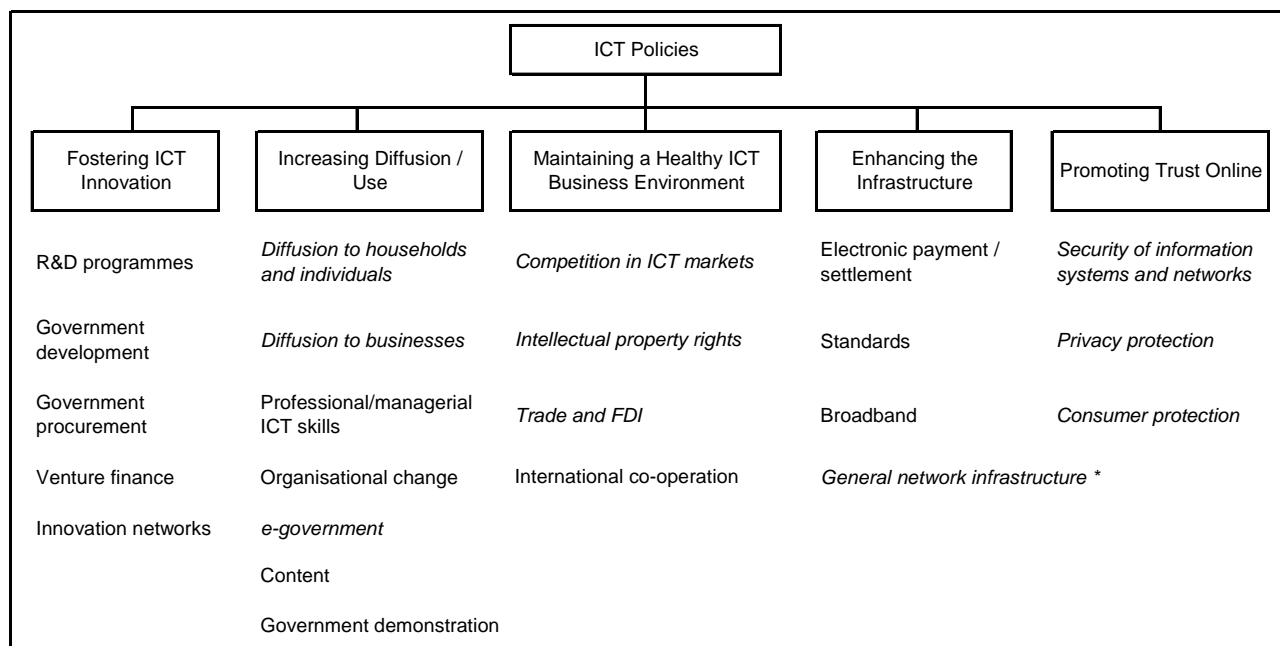 ICT Policies
Fostering ICT
Innovation
Increasing Diffusion /
Use
Maintaining a Healthy ICT
Business Environment
Enhancing the
Infrastructure
Promoting Trust Online
R&D programmes
Government
development
Government
procurement
Venture finance
Innovation networks
Diffusion to households
and individuals
Diffusion to businesses
Professional/managerial
ICT skills
Organisational change
e-government
Content
Government demonstration
Competition in ICT markets
Intellectual property rights
Trade and FDI
International co-operation
Electronic payment /
settlement
Standards
Broadband
General network infrastructure *
Security of information
systems and networks
Privacy protection
Consumer protection